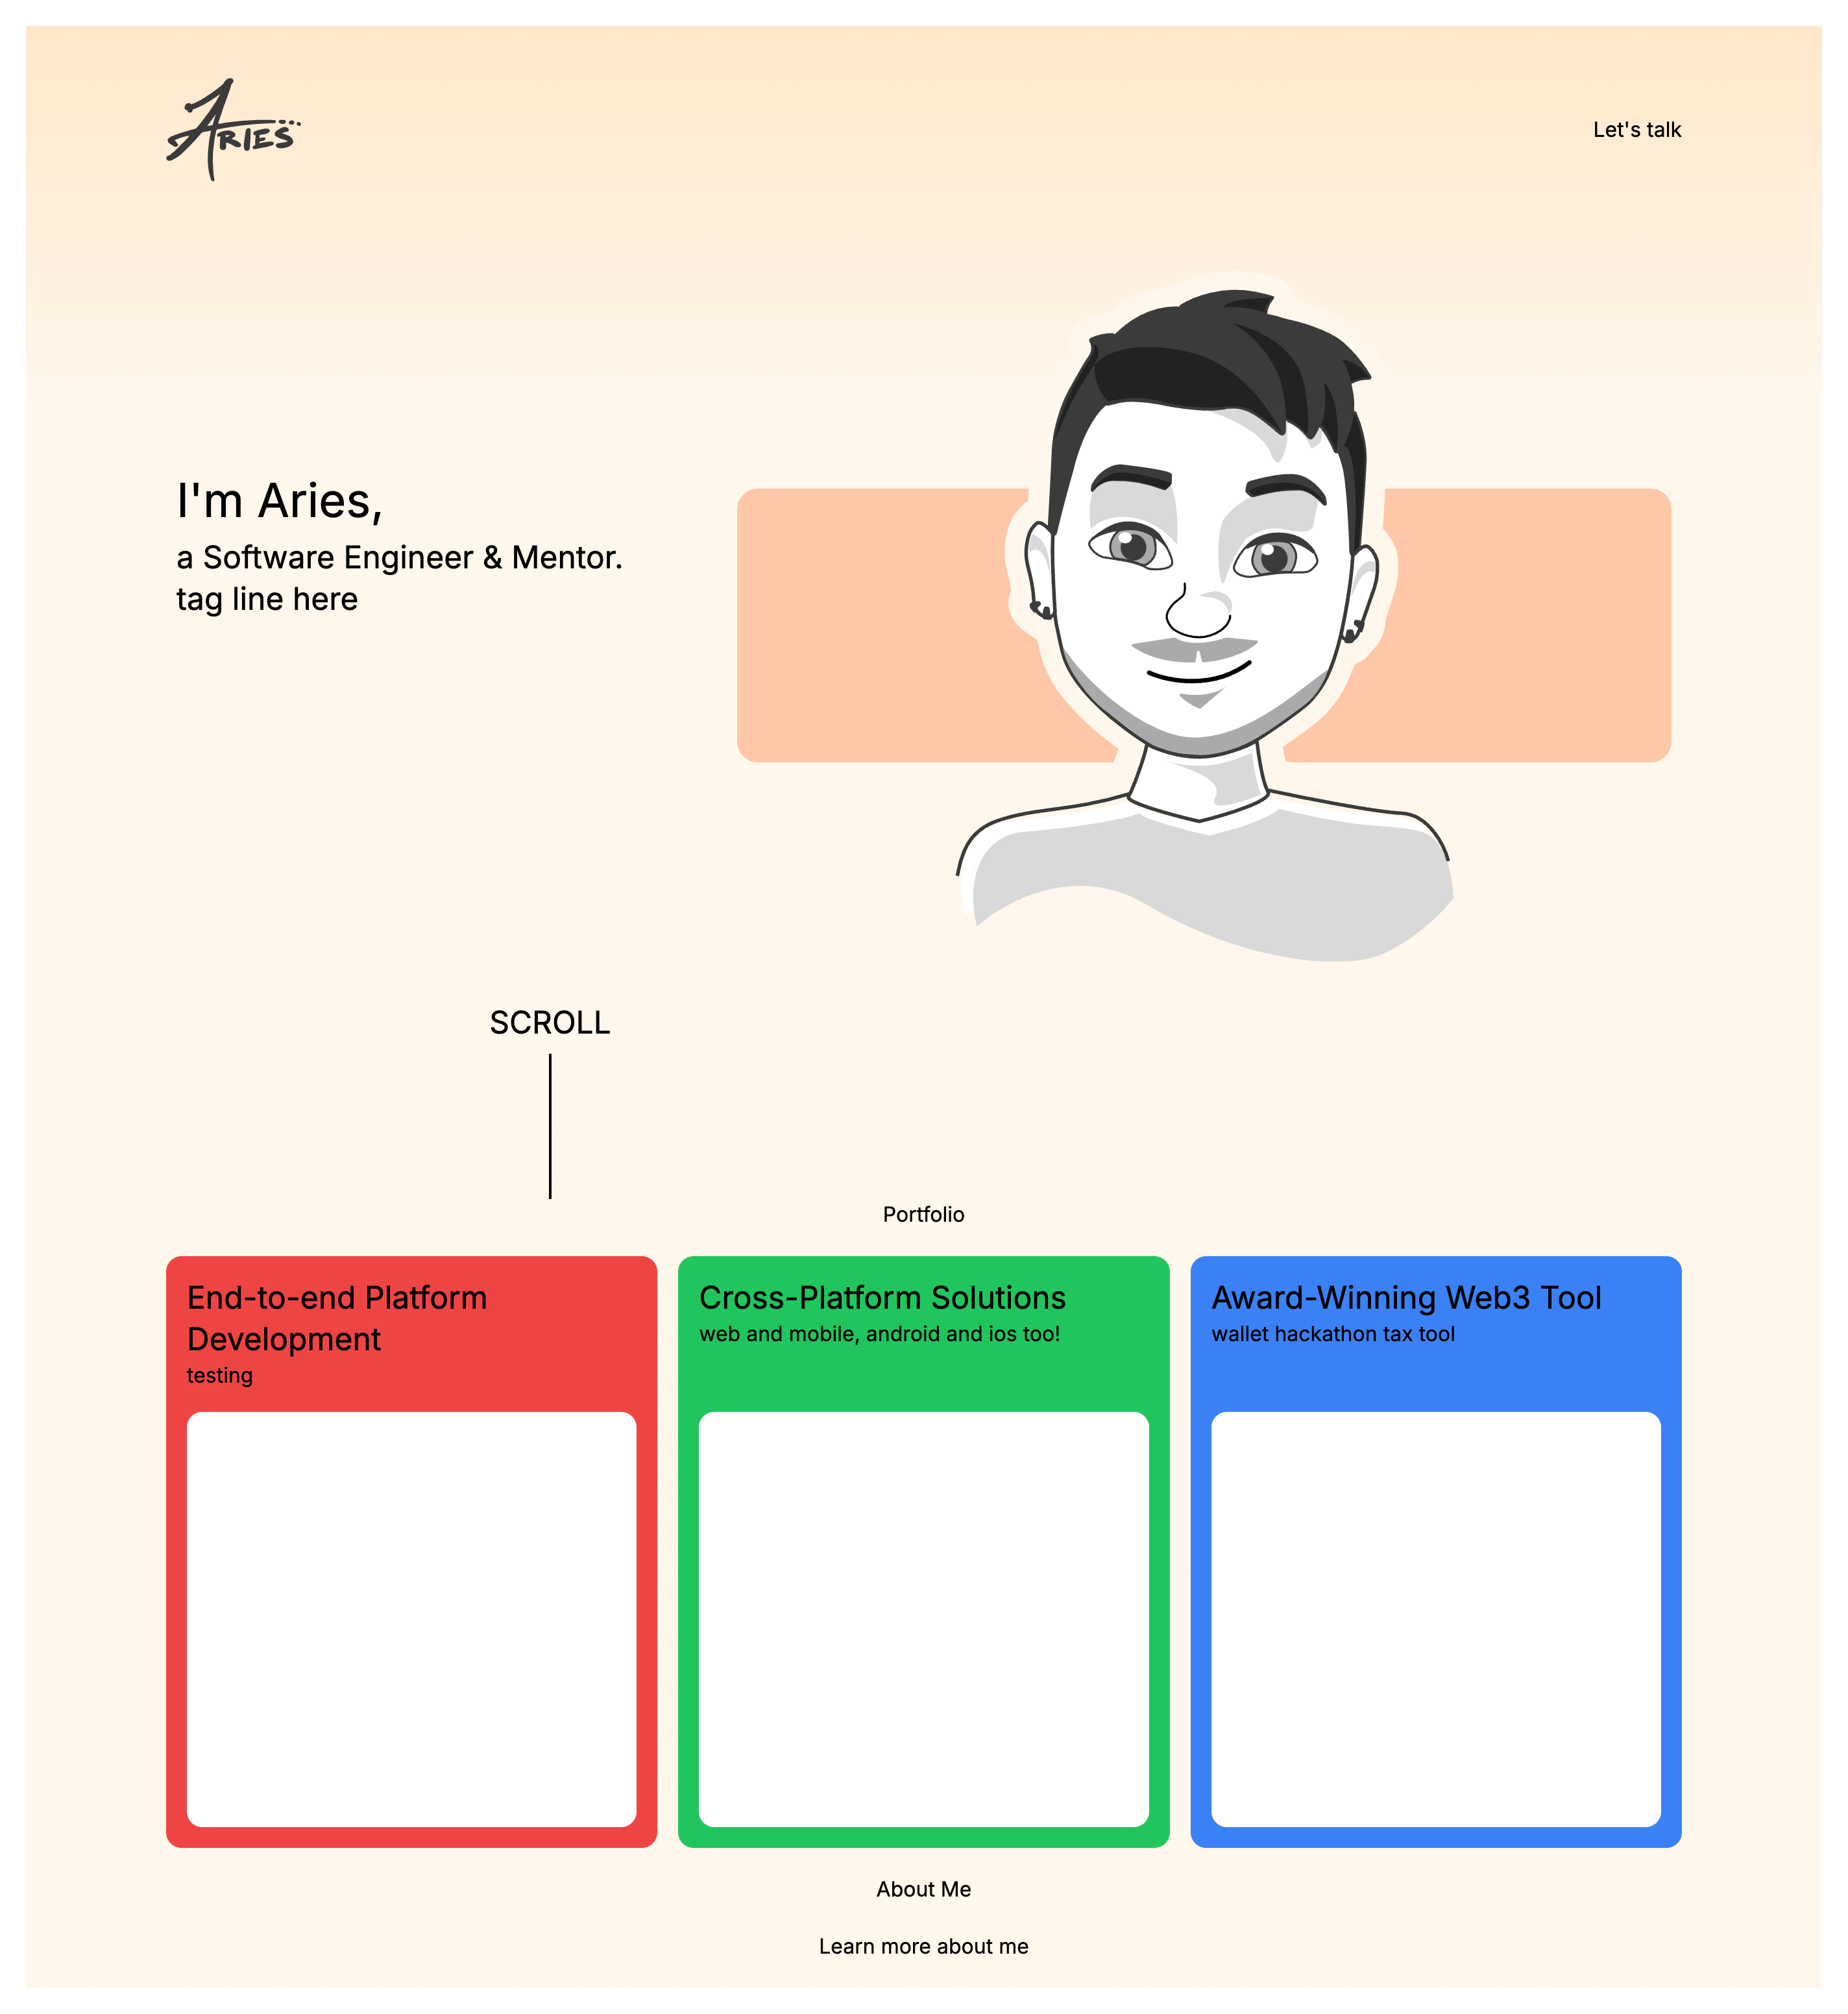 ARIES
Let's talk
I'm Aries,
a Software Engineer & Mentor.
tag line here
SCROLL
Portfolio
End-to-end Platform
Development
testing
Cross-Platform Solutions
web and mobile, android and ios too!
Award-Winning Web3 Tool
wallet hackathon tax tool
About Me
Learn more about me